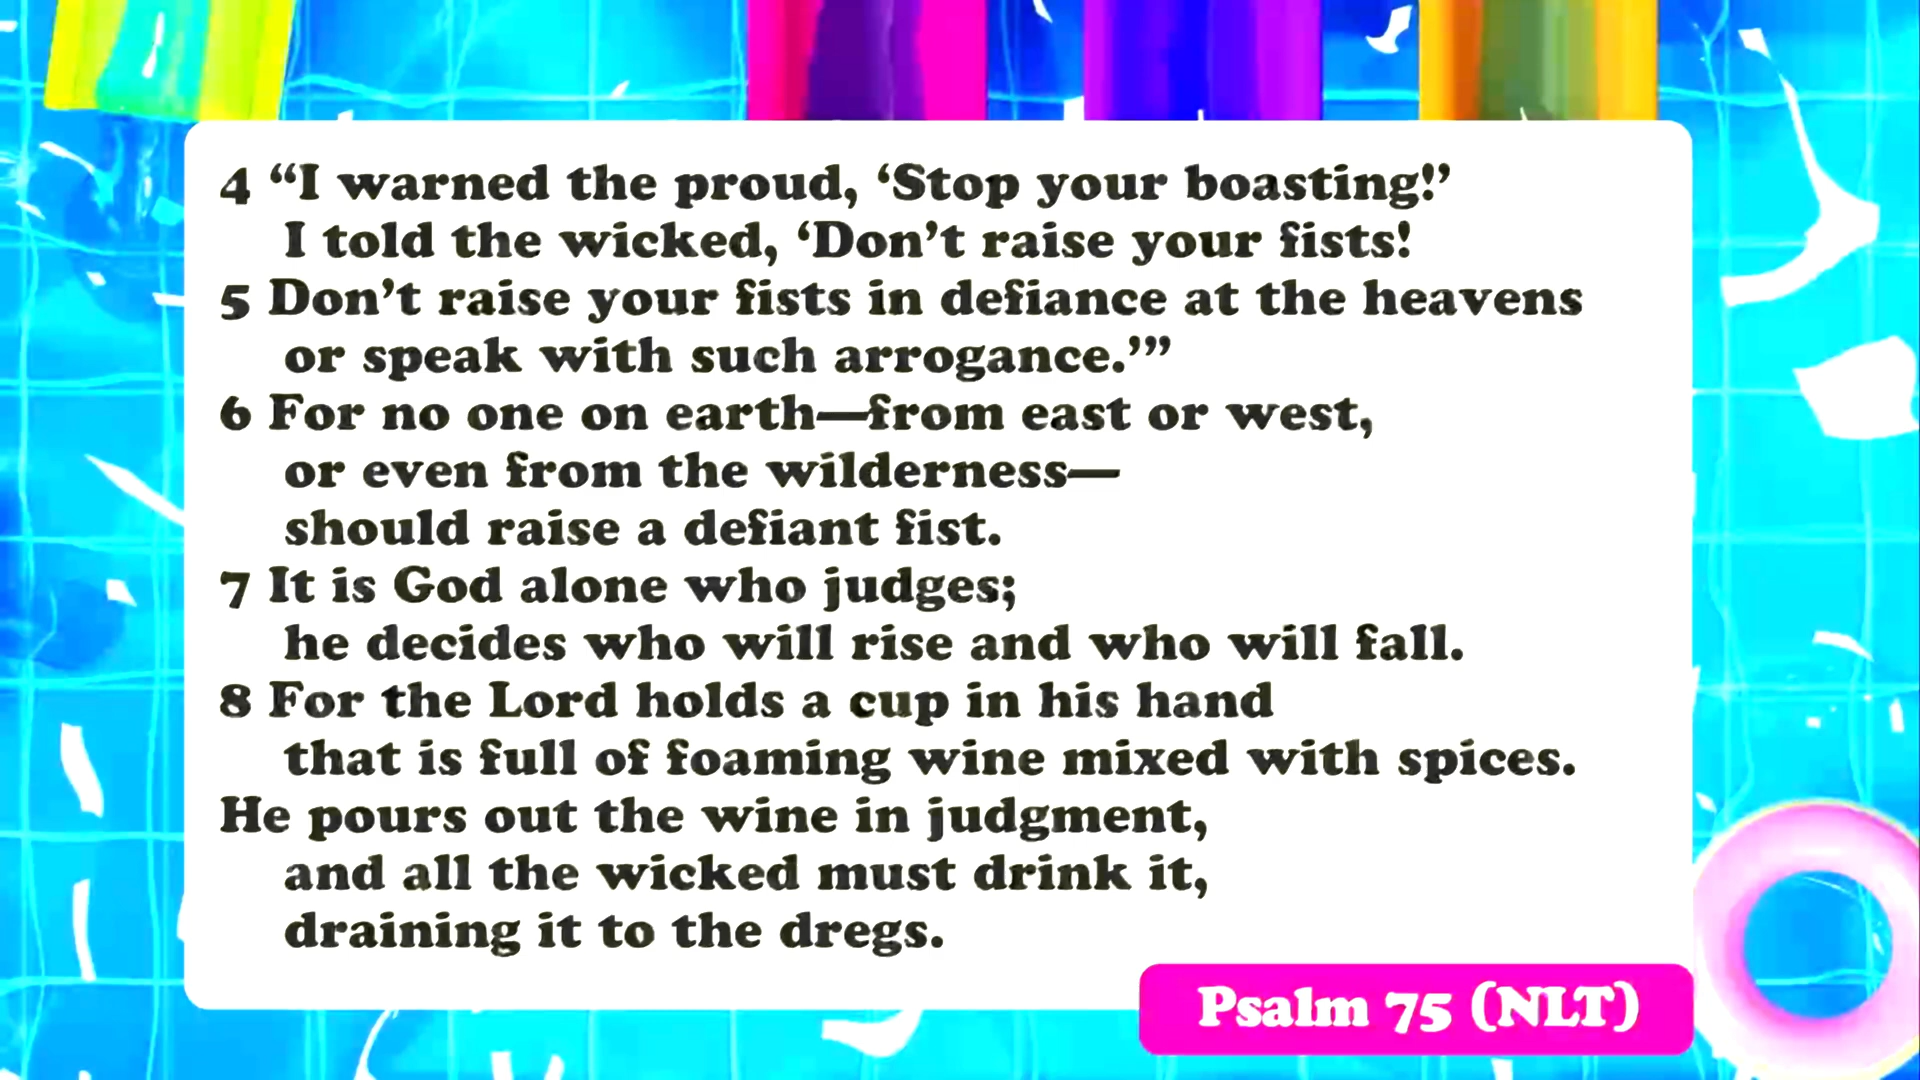 4 “I warned the proud, ‘Stop your boasting!’
I told the wicked, ‘Don’t raise your fists!
5 Don’t raise your fists in defiance at the heavens
or speak with such arrogance.’”
6 For no one on earth—from east or west,
or even from the wilderness—
should raise a defiant fist.
7 It is God alone who judges;
he decides who will rise and who will fall.
8 For the Lord holds a cup in his hand
that is full of foaming wine mixed with spices.
He pours out the wine in judgment,
and all the wicked must drink it,
draining it to the dregs.
Psalm 75 (NLT)